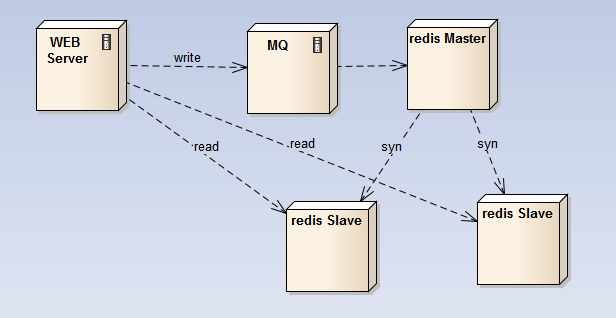 WEB
Server
write
MQ
redis Master
read
read
syn
syn
redis Slave
redis Slave